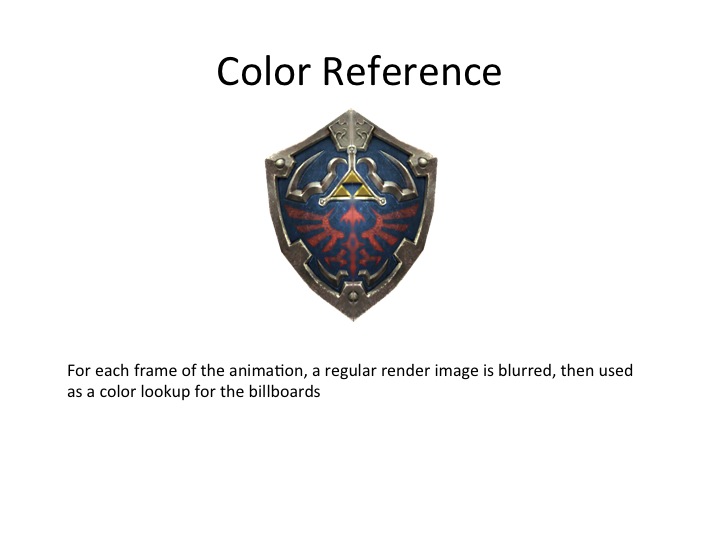 Color Reference
For each frame of the animation, a regular render image is blurred, then used
as a color lookup for the billboards